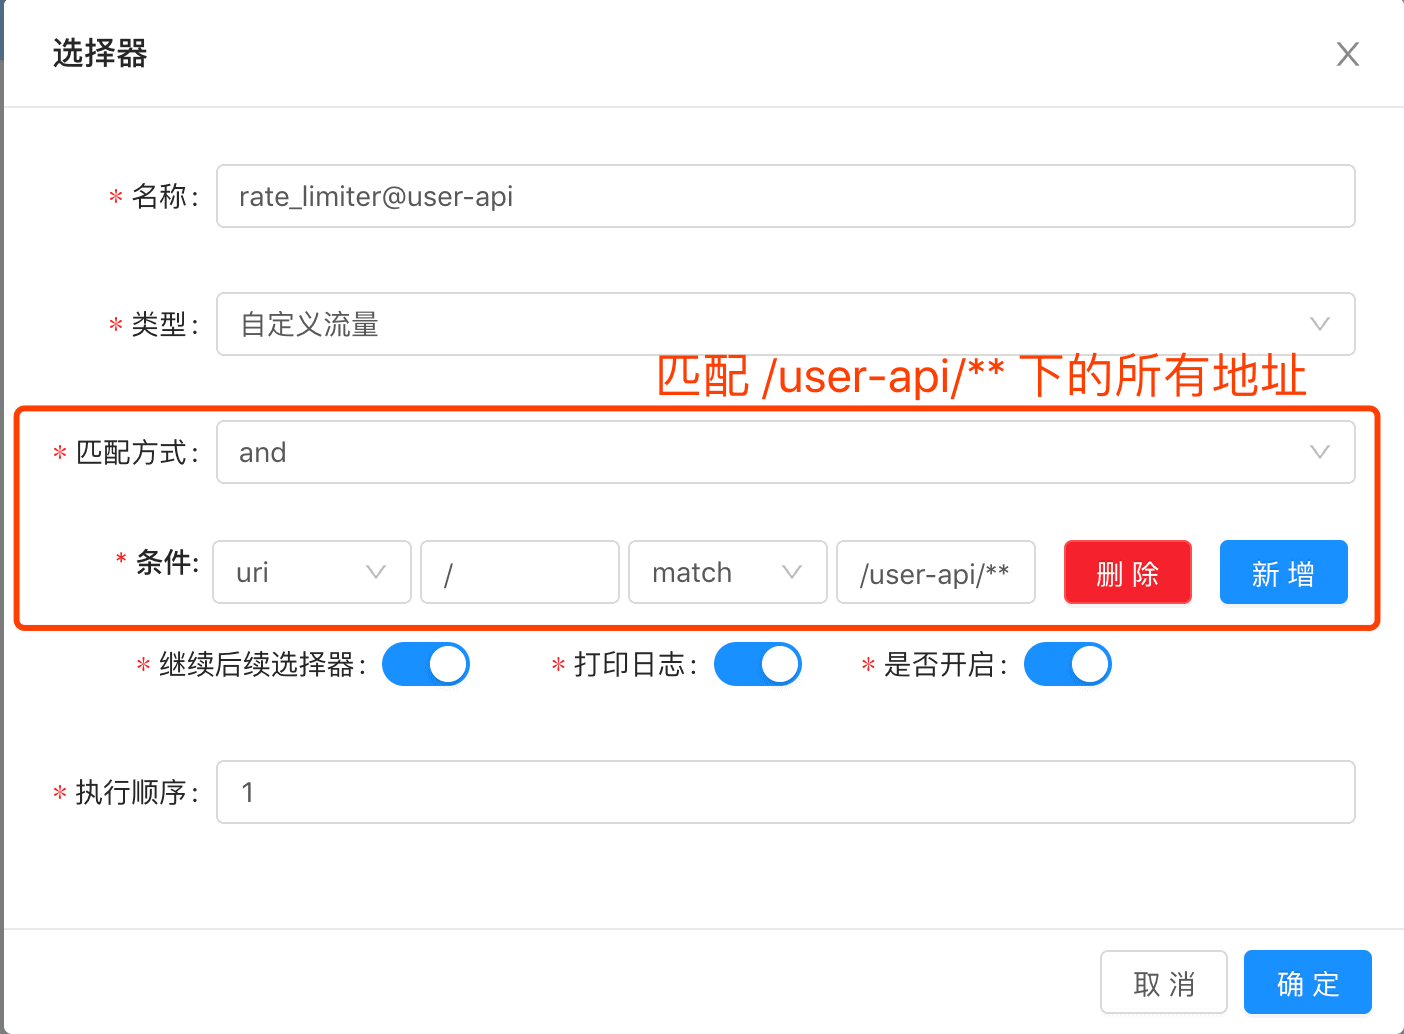 选择器
* 名称: rate_limiter@user-api
* 类型: 自定义流量
匹配 /user-api/** 下的所有地址
* 匹配方式: and
* 条件: uri / match /user-api/** 删 除 新 增
* 继续后续选择器: * 打印日志: * 是否开启:
* 执行顺序: 1
取 消 确 定